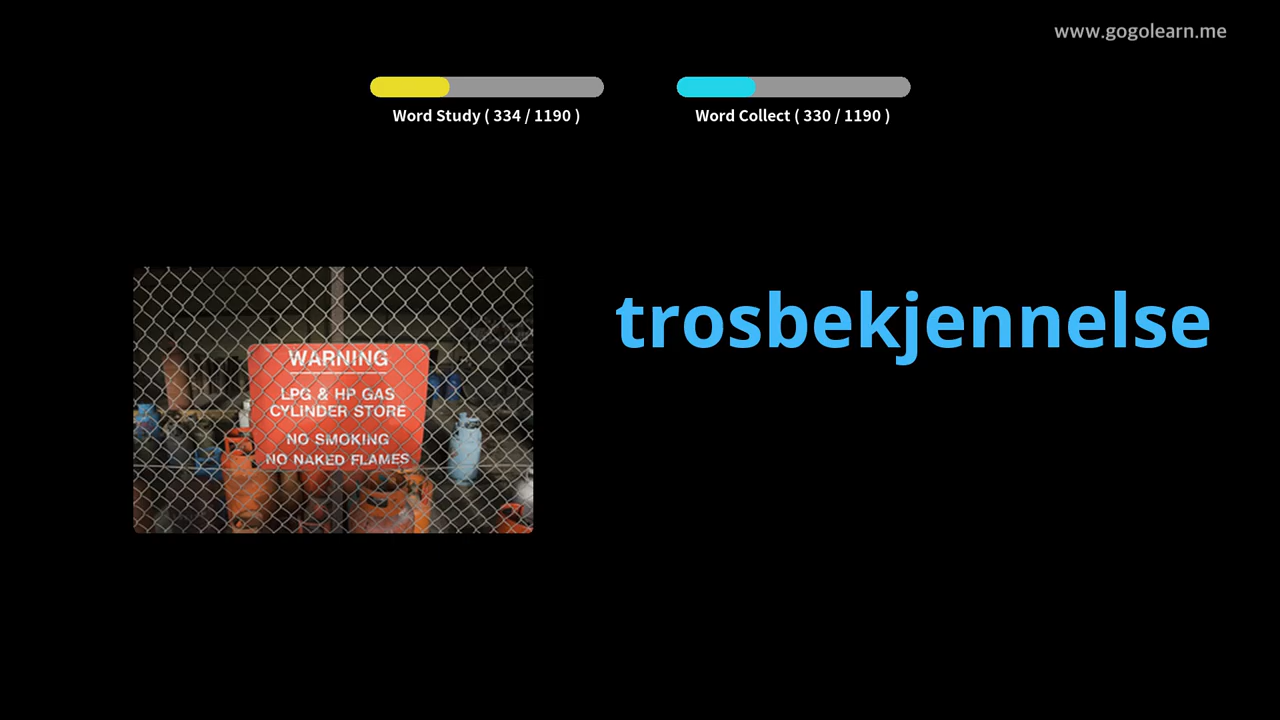 www.gogolearn.me
Word Study ( 334 / 1190 )
Word Collect ( 330 / 1190 )
trosbekjennelse
WARNING
LPG & HP GAS
CYLINDER STORE
NO SMOKING
NO NAKED FLAMES